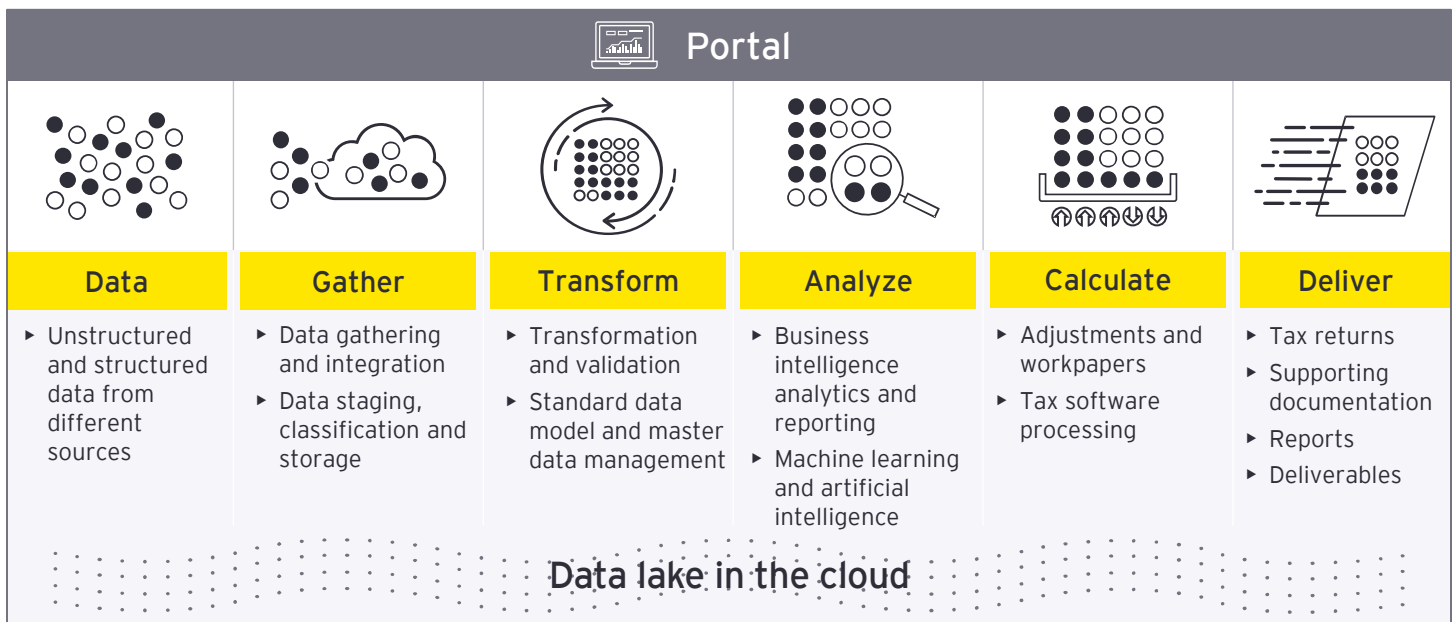 Portal
Data
Gather
Transform
Analyze
Calculate
Deliver
▸ Unstructured
and structured
data from
different
sources
▸ Data gathering
and integration
▸ Data staging,
classification and
storage
▸ Transformation
and validation
▸ Standard data
model and master
data management
▸ Business
intelligence
analytics and
reporting
▸ Machine learning
and artificial
intelligence
▸ Adjustments and
workpapers
▸ Tax software
processing
▸ Tax returns
▸ Supporting
documentation
▸ Reports
▸ Deliverables
Data lake in the cloud